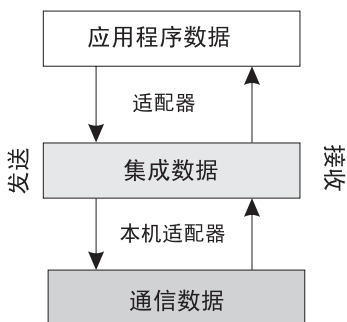 应用程序数据
适配器
发送
集成数据
接收
本机适配器
通信数据